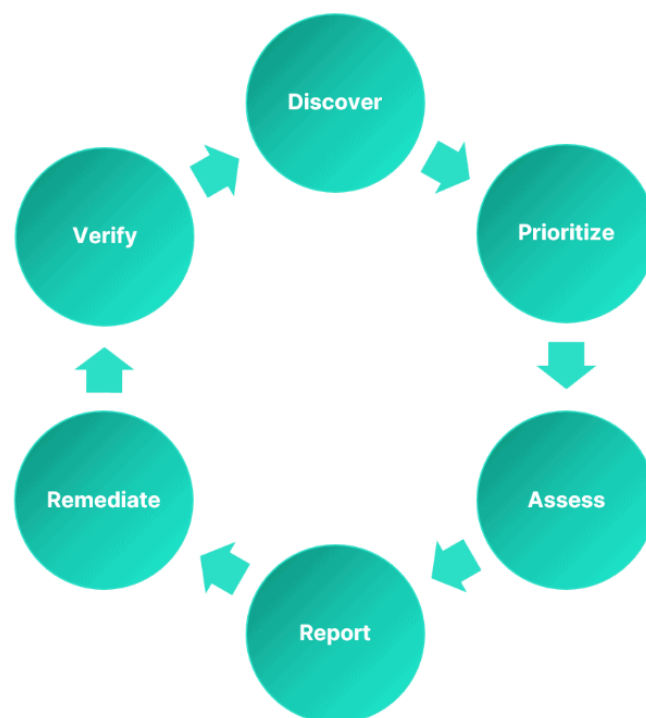 Discover
Prioritize
Assess
Report
Remediate
Verify